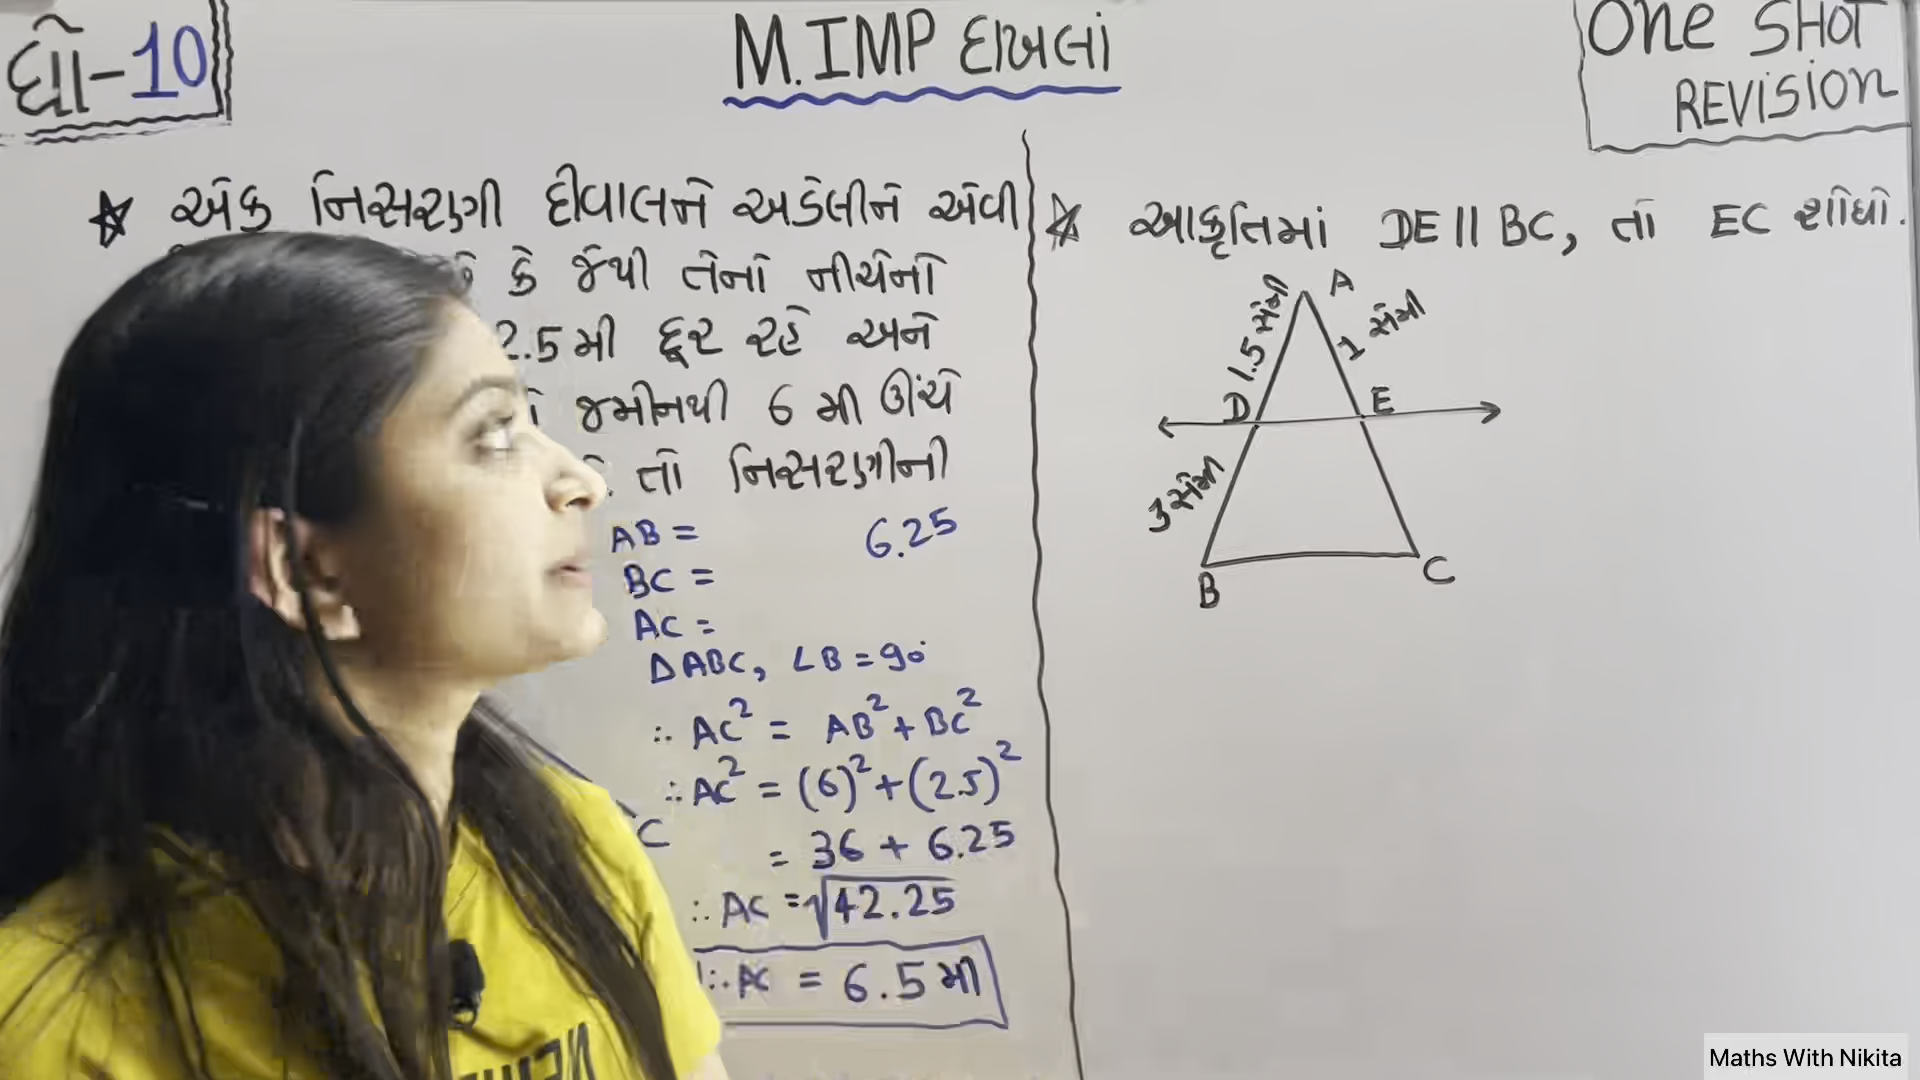 ધો-10
M.IMP દાખલાં
One SHOT
REVISION
એક નિસરણી દીવાલને અડેલીને એવી
કે જેથી તેનો નીચેનો
2.5 મી દૂર રહે અને
જમીનથી 6 મી ઊંચે
તો નિસરણીની
AB =
6.25
BC =
AC =
ΔABC, ∠B = 90°
∴ AC² = AB² + BC²
∴ AC² = (6)² + (2.5)²
C
= 36 + 6.25
∴ AC = √42.25
∴ AC = 6.5 મી
આકૃતિમાં DE || BC, તો EC શોધો.
A
1.5 સેમી
1 સેમી
D
E
3 સેમી
B
C
Maths With Nikita